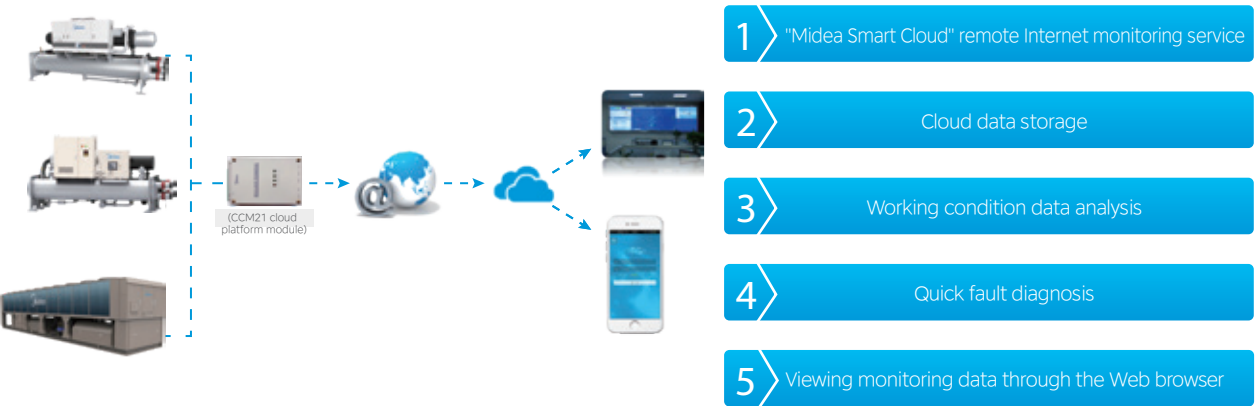 (CCM21 cloud
platform module)
1 "Midea Smart Cloud" remote Internet monitoring service
2 Cloud data storage
3 Working condition data analysis
4 Quick fault diagnosis
5 Viewing monitoring data through the Web browser